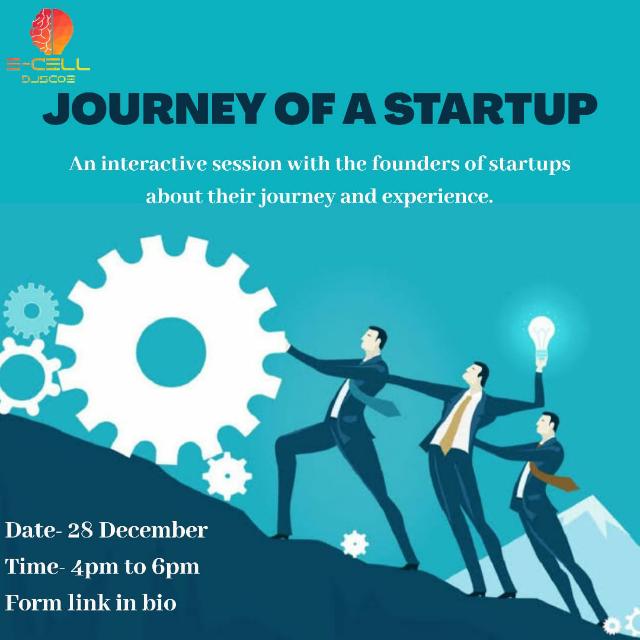 E-CELL
DJSCOE
JOURNEY OF A STARTUP
An interactive session with the founders of startups
about their journey and experience.
Date- 28 December
Time- 4pm to 6pm
Form link in bio